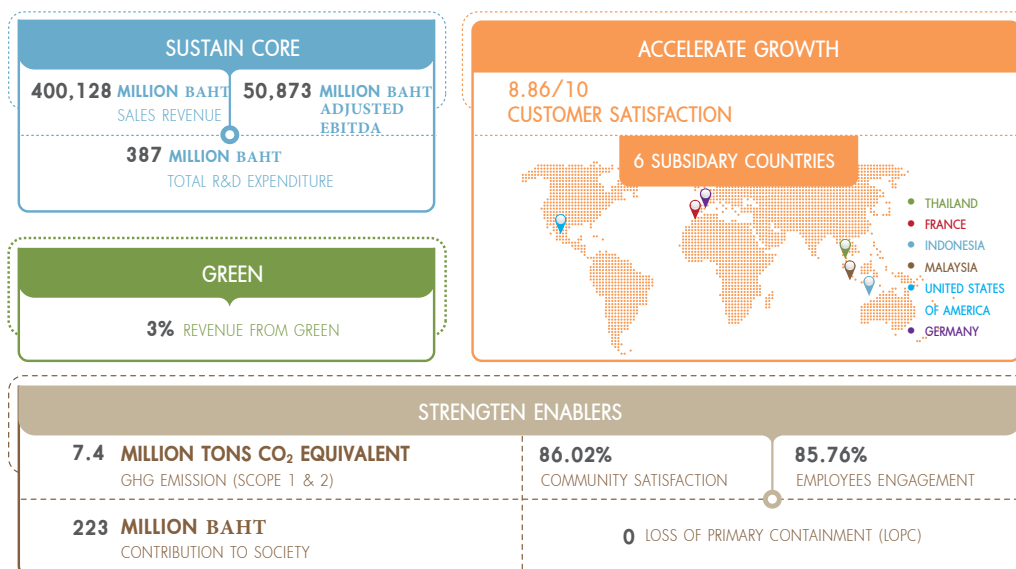 SUSTAIN CORE
400,128 MILLION BAHT
SALES REVENUE
50,873 MILLION BAHT
ADJUSTED
EBITDA
387 MILLION BAHT
TOTAL R&D EXPENDITURE
GREEN
3% REVENUE FROM GREEN
ACCELERATE GROWTH
8.86/10
CUSTOMER SATISFACTION
6 SUBSIDARY COUNTRIES
THAILAND
FRANCE
INDONESIA
MALAYSIA
UNITED STATES
OF AMERICA
GERMANY
STRENGTEN ENABLERS
7.4 MILLION TONS CO₂ EQUIVALENT
GHG EMISSION (SCOPE 1 & 2)
86.02%
COMMUNITY SATISFACTION
85.76%
EMPLOYEES ENGAGEMENT
223 MILLION BAHT
CONTRIBUTION TO SOCIETY
0 LOSS OF PRIMARY CONTAINMENT (LOPC)